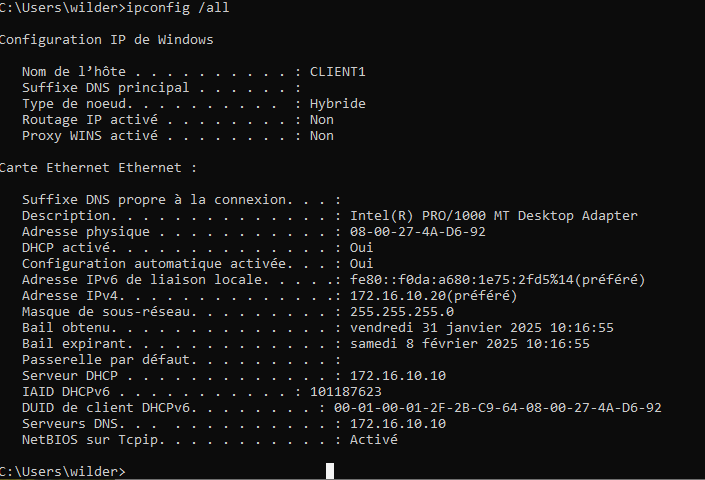 C:\Users\wilder>ipconfig /all
Configuration IP de Windows
Nom de l’hôte . . . . . . . . . . : CLIENT1
Suffixe DNS principal . . . . . . :
Type de noeud. . . . . . . . . .  : Hybride
Routage IP activé . . . . . . . . : Non
Proxy WINS activé . . . . . . . . : Non
Carte Ethernet Ethernet :
Suffixe DNS propre à la connexion. . . :
Description. . . . . . . . . . . . . . : Intel(R) PRO/1000 MT Desktop Adapter
Adresse physique . . . . . . . . . . . : 08-00-27-4A-D6-92
DHCP activé. . . . . . . . . . . . . . : Oui
Configuration automatique activée. . . : Oui
Adresse IPv6 de liaison locale. . . . .: fe80::f0da:a680:1e75:2fd5%14(préféré)
Adresse IPv4. . . . . . . . . . . . . .: 172.16.10.20(préféré)
Masque de sous-réseau. . . . . . . . . : 255.255.255.0
Bail obtenu. . . . . . . . . . . . . . : vendredi 31 janvier 2025 10:16:55
Bail expirant. . . . . . . . . . . . . : samedi 8 février 2025 10:16:55
Passerelle par défaut. . . . . . . . . :
Serveur DHCP . . . . . . . . . . . . . : 172.16.10.10
IAID DHCPv6 . . . . . . . . . . . : 101187623
DUID de client DHCPv6. . . . . . . . : 00-01-00-01-2F-2B-C9-64-08-00-27-4A-D6-92
Serveurs DNS. . .  . . . . . . . . . . : 172.16.10.10
NetBIOS sur Tcpip. . . . . . . . . . . : Activé
C:\Users\wilder>